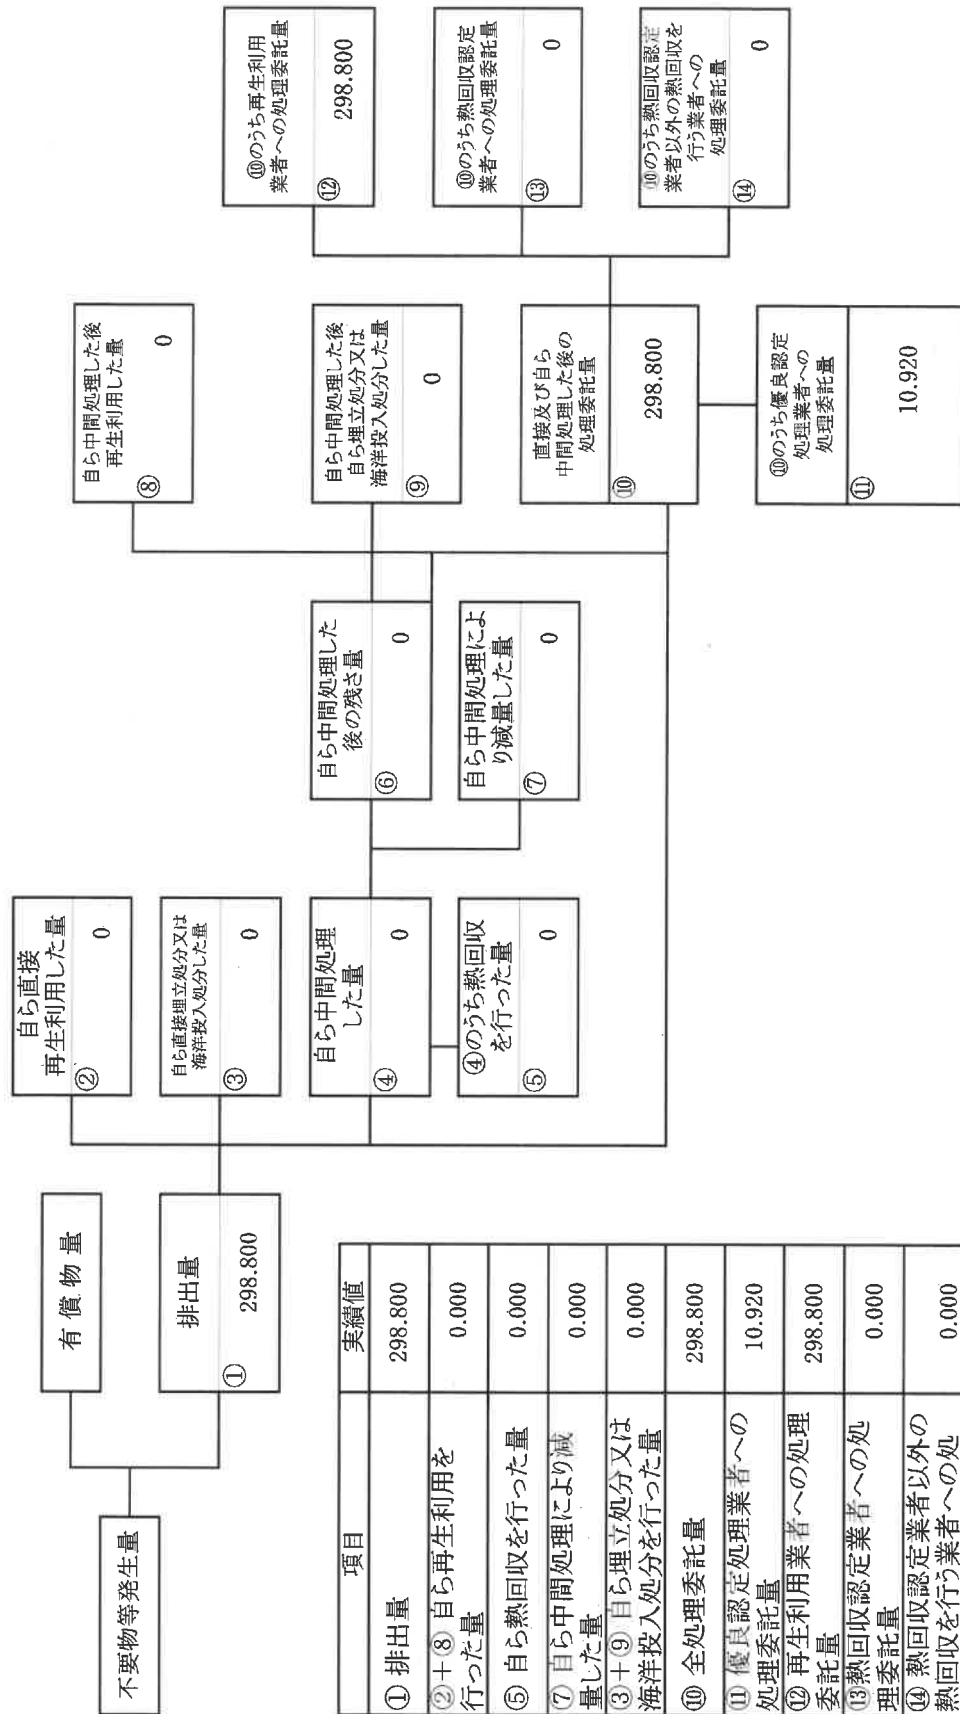 不要物等発生量
有償物量
排出量
①
298.800
自ら直接
再生利用した量
②
0
自ら直接埋立処分又は
海洋投入処分した量
③
0
自ら中間処理
した量
④
0
④のうち熱回収
を行った量
⑤
0
自ら中間処理した
後の残さ量
⑥
0
自ら中間処理によ
り減量した量
⑦
0
自ら中間処理した後
再生利用した量
⑧
0
自ら中間処理した後
自ら埋立処分又は
海洋投入処分した量
⑨
0
直接及び自ら
中間処理した後の
処理委託量
⑩
298.800
⑩のうち優良認定
処理業者への
処理委託量
⑪
10.920
⑩のうち再生利用
業者への処理委託量
⑫
298.800
⑩のうち熱回収認定
業者への処理委託量
⑬
0
⑩のうち熱回収認定
業者以外の熱回収を
行う業者への
処理委託量
⑭
0
項目 実績値
① 排出量 298.800
②+⑧ 自ら再生利用を
行った量 0.000
⑤ 自ら熱回収を行った量 0.000
⑦ 自ら中間処理により減
量した量 0.000
③+⑨ 自ら埋立処分又は
海洋投入処分を行った量 0.000
⑩ 全処理委託量 298.800
⑪ 優良認定処理業者への
処理委託量 10.920
⑫ 再生利用業者への処理
委託量 298.800
⑬熱回収認定業者への処
理委託量 0.000
⑭ 熱回収認定業者以外の
熱回収を行う業者への処 0.000